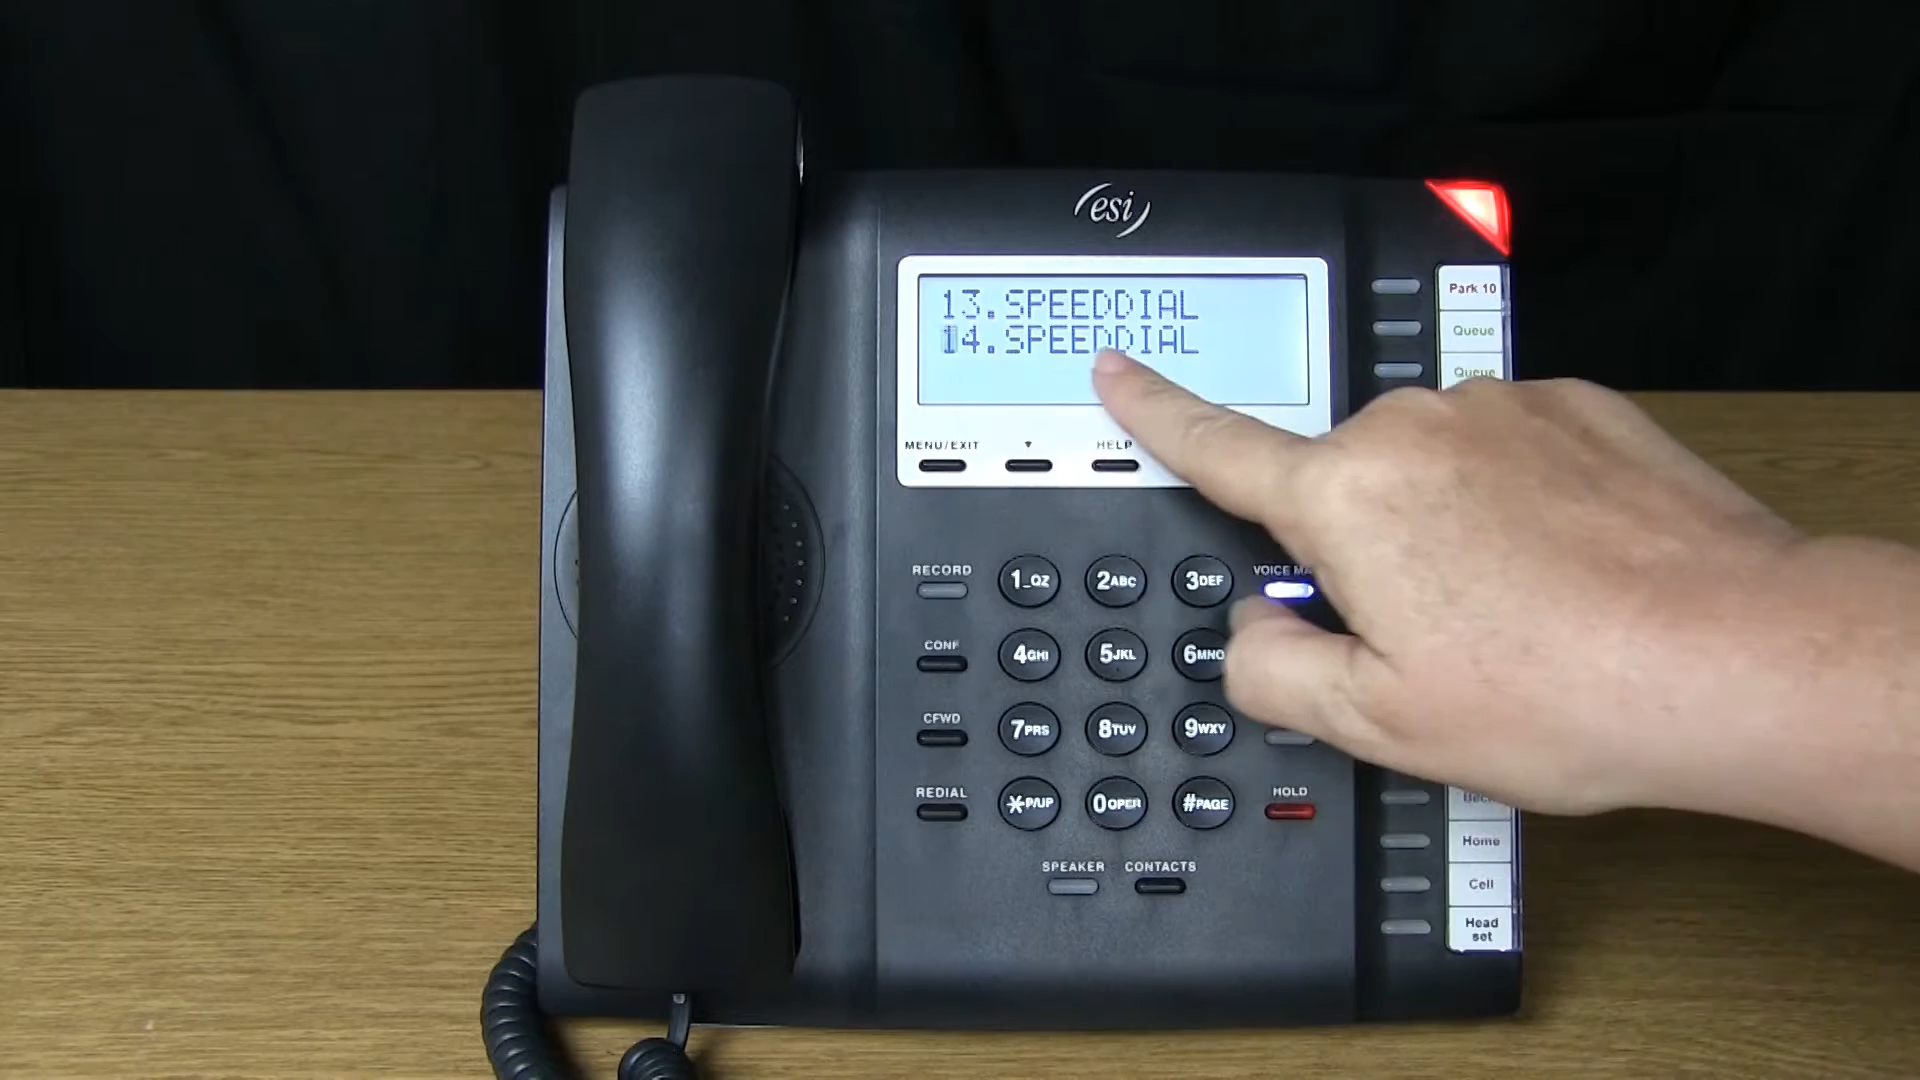 esi
13.SPEEDDIAL
14.SPEEDDIAL
MENU/EXIT ▼ HELP
RECORD 1_QZ 2ABC 3DEF VOICE
CONF 4GHI 5JKL 6MNO
CFWD 7PRS 8TUV 9WXY
REDIAL *P/UP 0OPER #PAGE HOLD
SPEAKER CONTACTS
Park 10
Queue
Queue
Home
Cell
Head
set